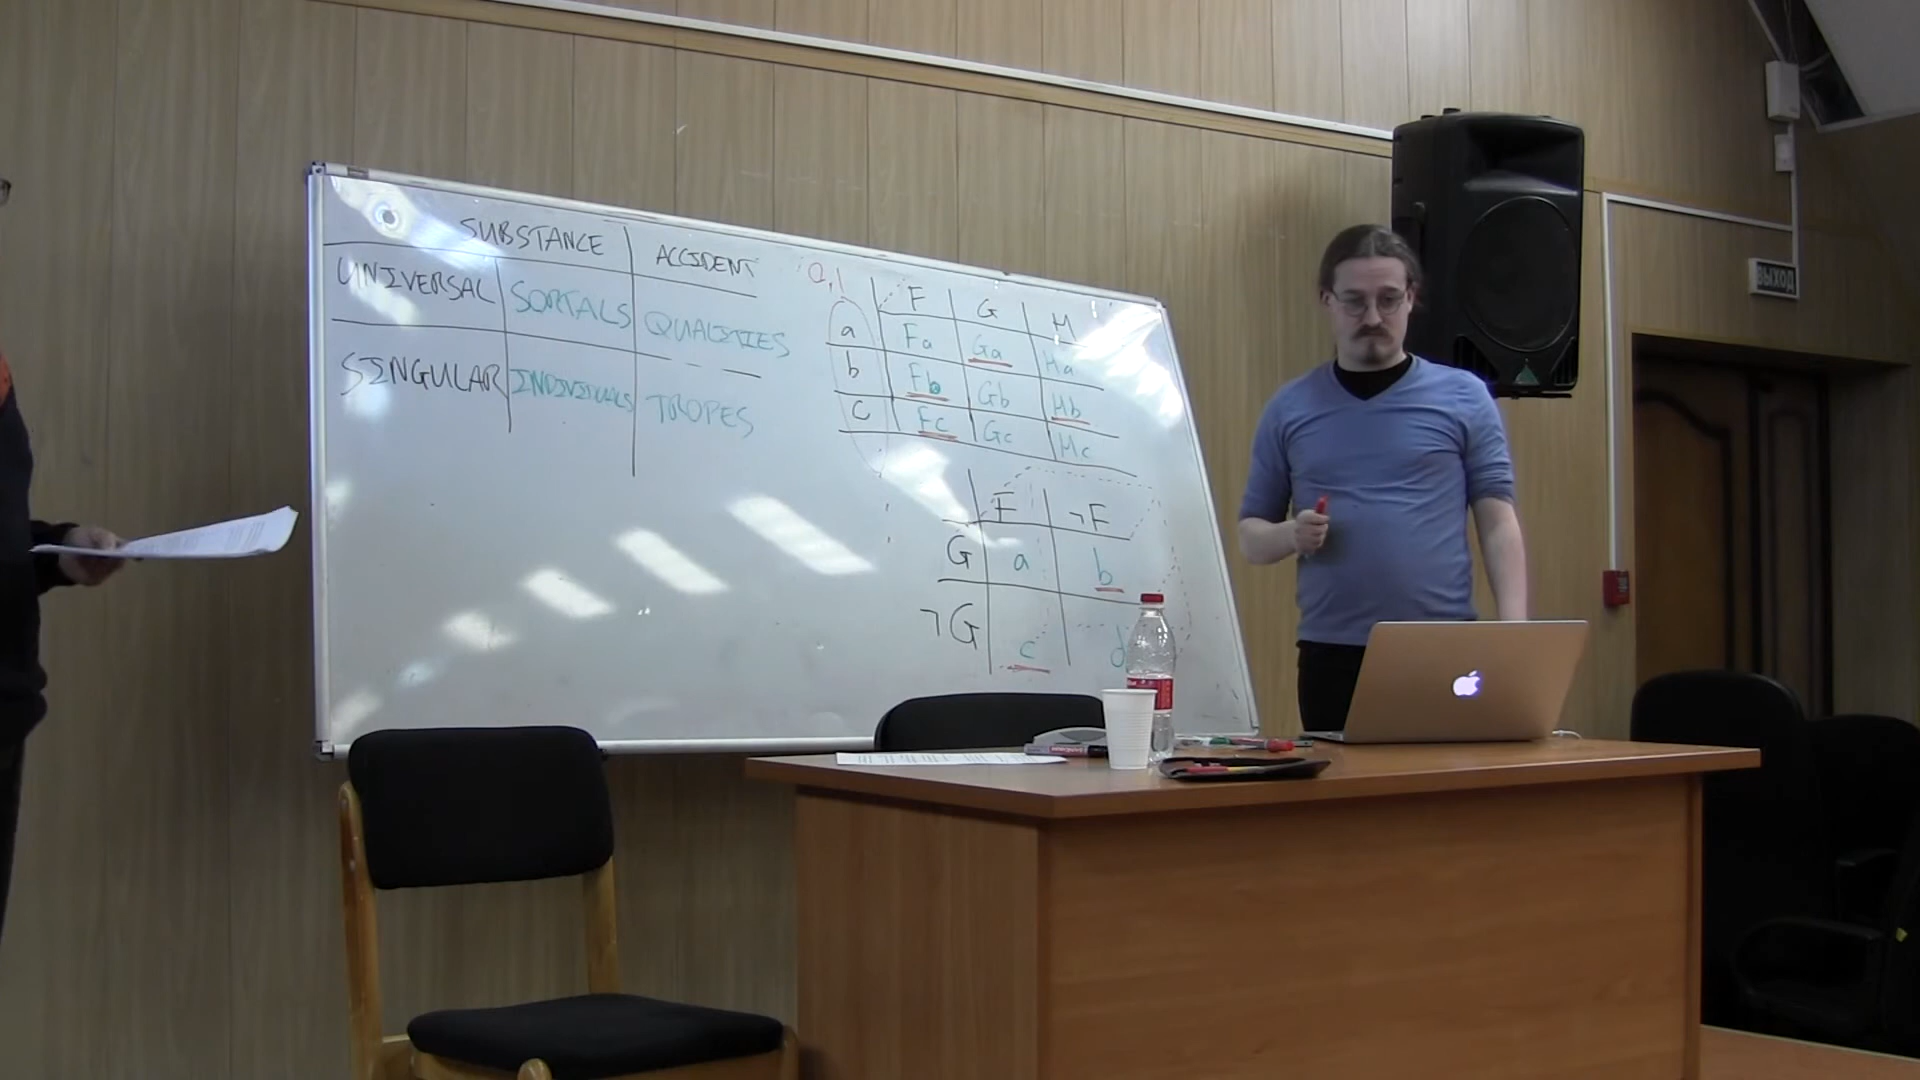 SUBSTANCE ACCIDENT
UNIVERSAL SORTALS QUALITIES
SINGULAR INDIVIDUALS TROPES
0,1 F G H
a Fa Ga Ha
b Fb Gb Hb
c Fc Gc Hc
F ¬F
G a b
¬G c d
ВЫХОД